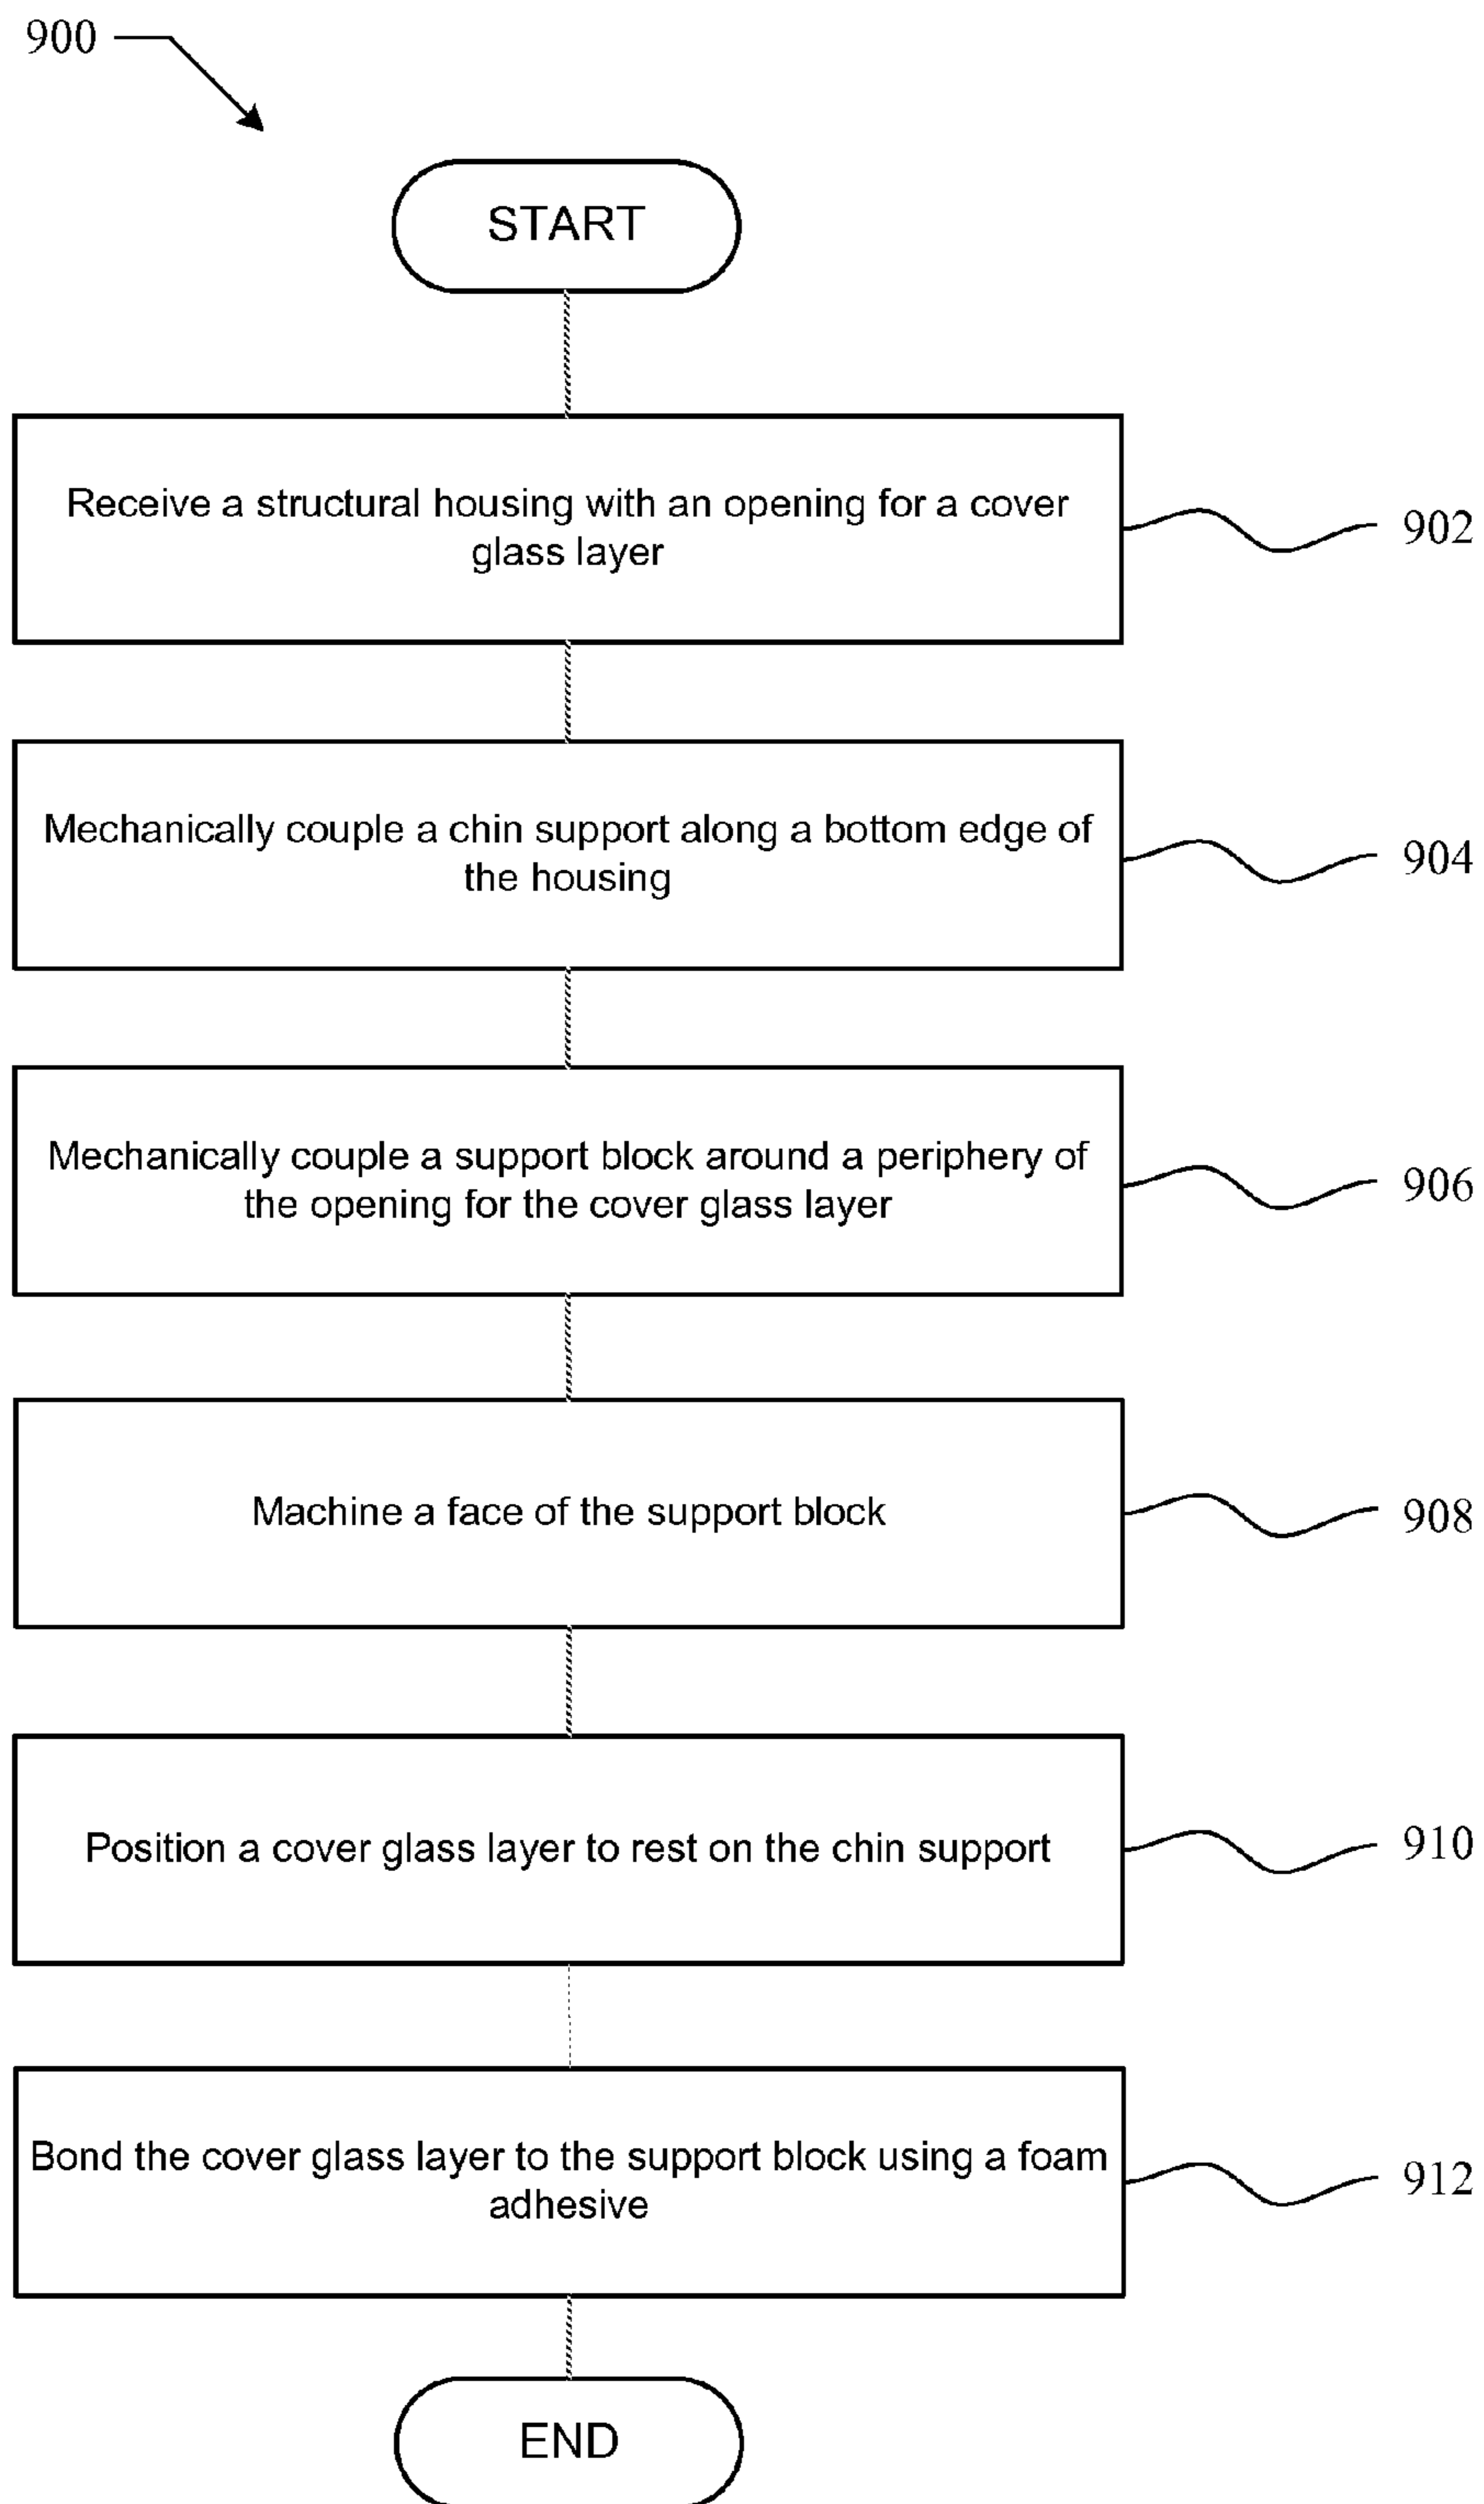 900
START
Receive a structural housing with an opening for a cover
glass layer
902
Mechanically couple a chin support along a bottom edge of
the housing
904
Mechanically couple a support block around a periphery of
the opening for the cover glass layer
906
Machine a face of the support block
908
Position a cover glass layer to rest on the chin support
910
Bond the cover glass layer to the support block using a foam
adhesive
912
END